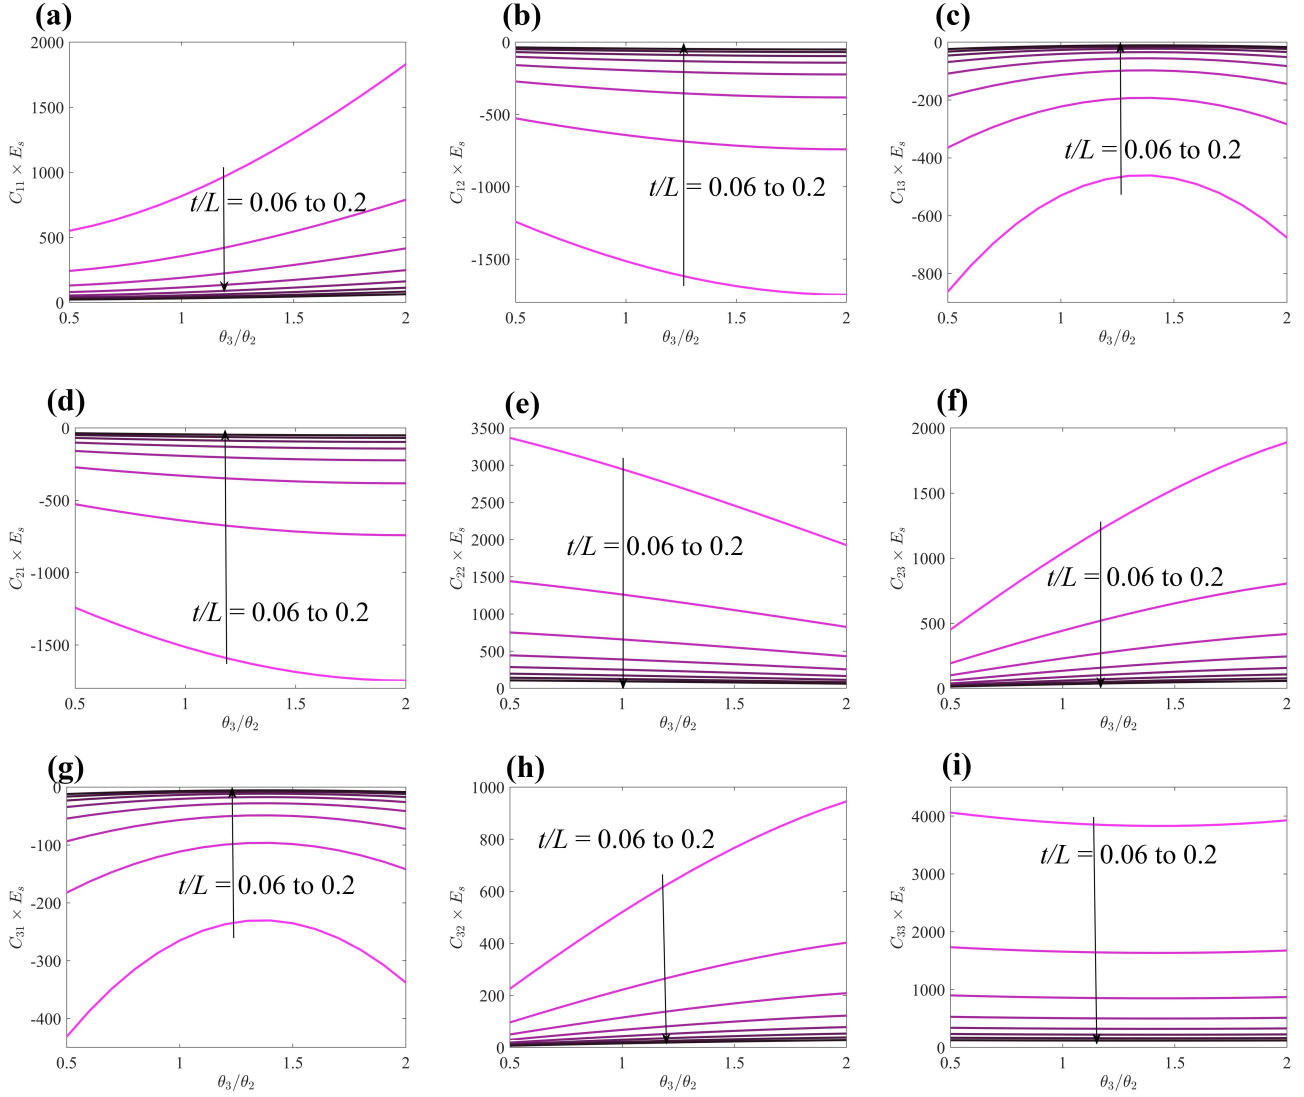 (a)
2000
1500
1000
500
0
0.5 1 1.5 2
C₁₁ × Eₛ
θ₃/θ₂
t/L = 0.06 to 0.2
(b)
0
-500
-1000
-1500
0.5 1 1.5 2
C₁₂ × Eₛ
θ₃/θ₂
t/L = 0.06 to 0.2
(c)
0
-200
-400
-600
-800
0.5 1 1.5 2
C₁₃ × Eₛ
θ₃/θ₂
t/L = 0.06 to 0.2
(d)
0
-500
-1000
-1500
0.5 1 1.5 2
C₂₁ × Eₛ
θ₃/θ₂
t/L = 0.06 to 0.2
(e)
3500
3000
2500
2000
1500
1000
500
0
0.5 1 1.5 2
C₂₂ × Eₛ
θ₃/θ₂
t/L = 0.06 to 0.2
(f)
2000
1500
1000
500
0
0.5 1 1.5 2
C₂₃ × Eₛ
θ₃/θ₂
t/L = 0.06 to 0.2
(g)
0
-100
-200
-300
-400
0.5 1 1.5 2
C₃₁ × Eₛ
θ₃/θ₂
t/L = 0.06 to 0.2
(h)
1000
800
600
400
200
0
0.5 1 1.5 2
C₃₂ × Eₛ
θ₃/θ₂
t/L = 0.06 to 0.2
(i)
4000
3000
2000
1000
0
0.5 1 1.5 2
C₃₃ × Eₛ
θ₃/θ₂
t/L = 0.06 to 0.2